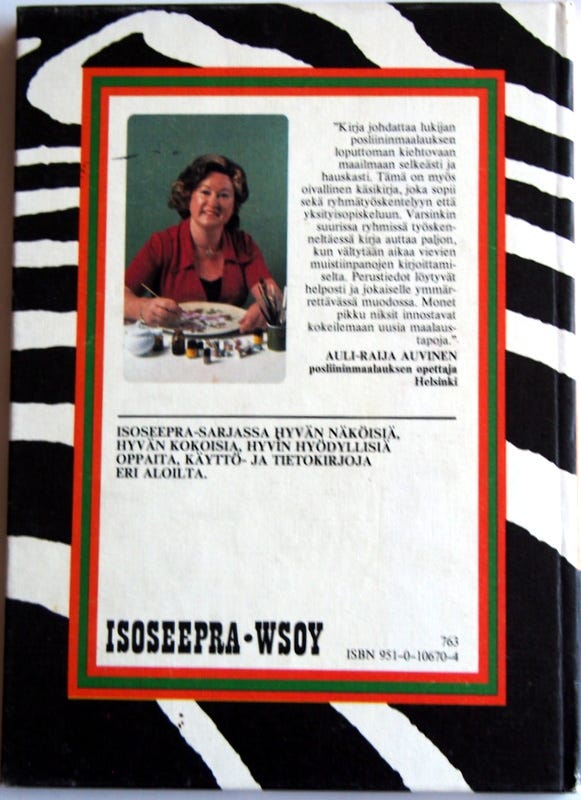 "Kirja johdattaa lukijan
posliininmaalauksen
loputtoman kiehtovaan
maailmaan selkeästi ja
hauskasti. Tämä on myös
oivallinen käsikirja, joka sopii
sekä ryhmätyöskentelyyn että
yksityisopiskeluun. Varsinkin
suurissa ryhmissä työsken-
neltäessä kirja auttaa paljon,
kun vältytään aikaa vievien
muistiinpanojen kirjoittami-
selta. Perustiedot löytyvät
helposti ja jokaiselle ymmär-
rettävässä muodossa. Monet
pikku niksit innostavat
kokeilemaan uusia maalaus-
tapoja."
AULI-RAIJA AUVINEN
posliininmaalauksen opettaja
Helsinki
ISOSEEPRA-SARJASSA HYVÄN NÄKÖISIÄ,
HYVÄN KOKOISIA, HYVIN HYÖDYLLISIÄ
OPPAITA, KÄYTTÖ- JA TIETOKIRJOJA
ERI ALOILTA.
ISOSEEPRA•WSOY
763
ISBN 951-0-10670-4